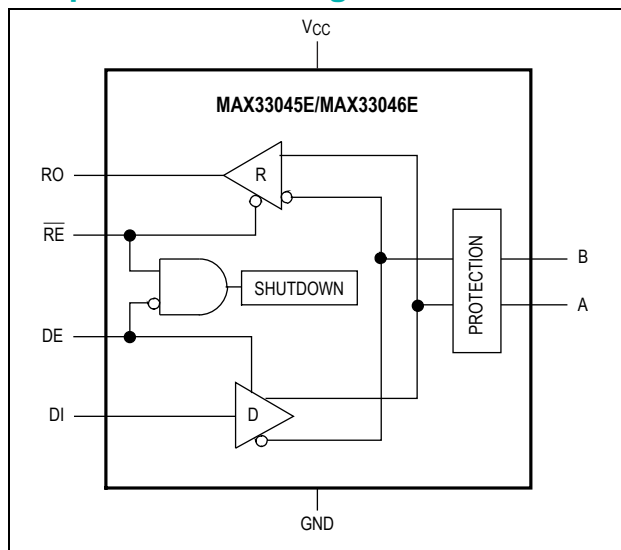 VCC
MAX33045E/MAX33046E
RO
R
RE
SHUTDOWN
PROTECTION
B
A
DE
DI
D
GND